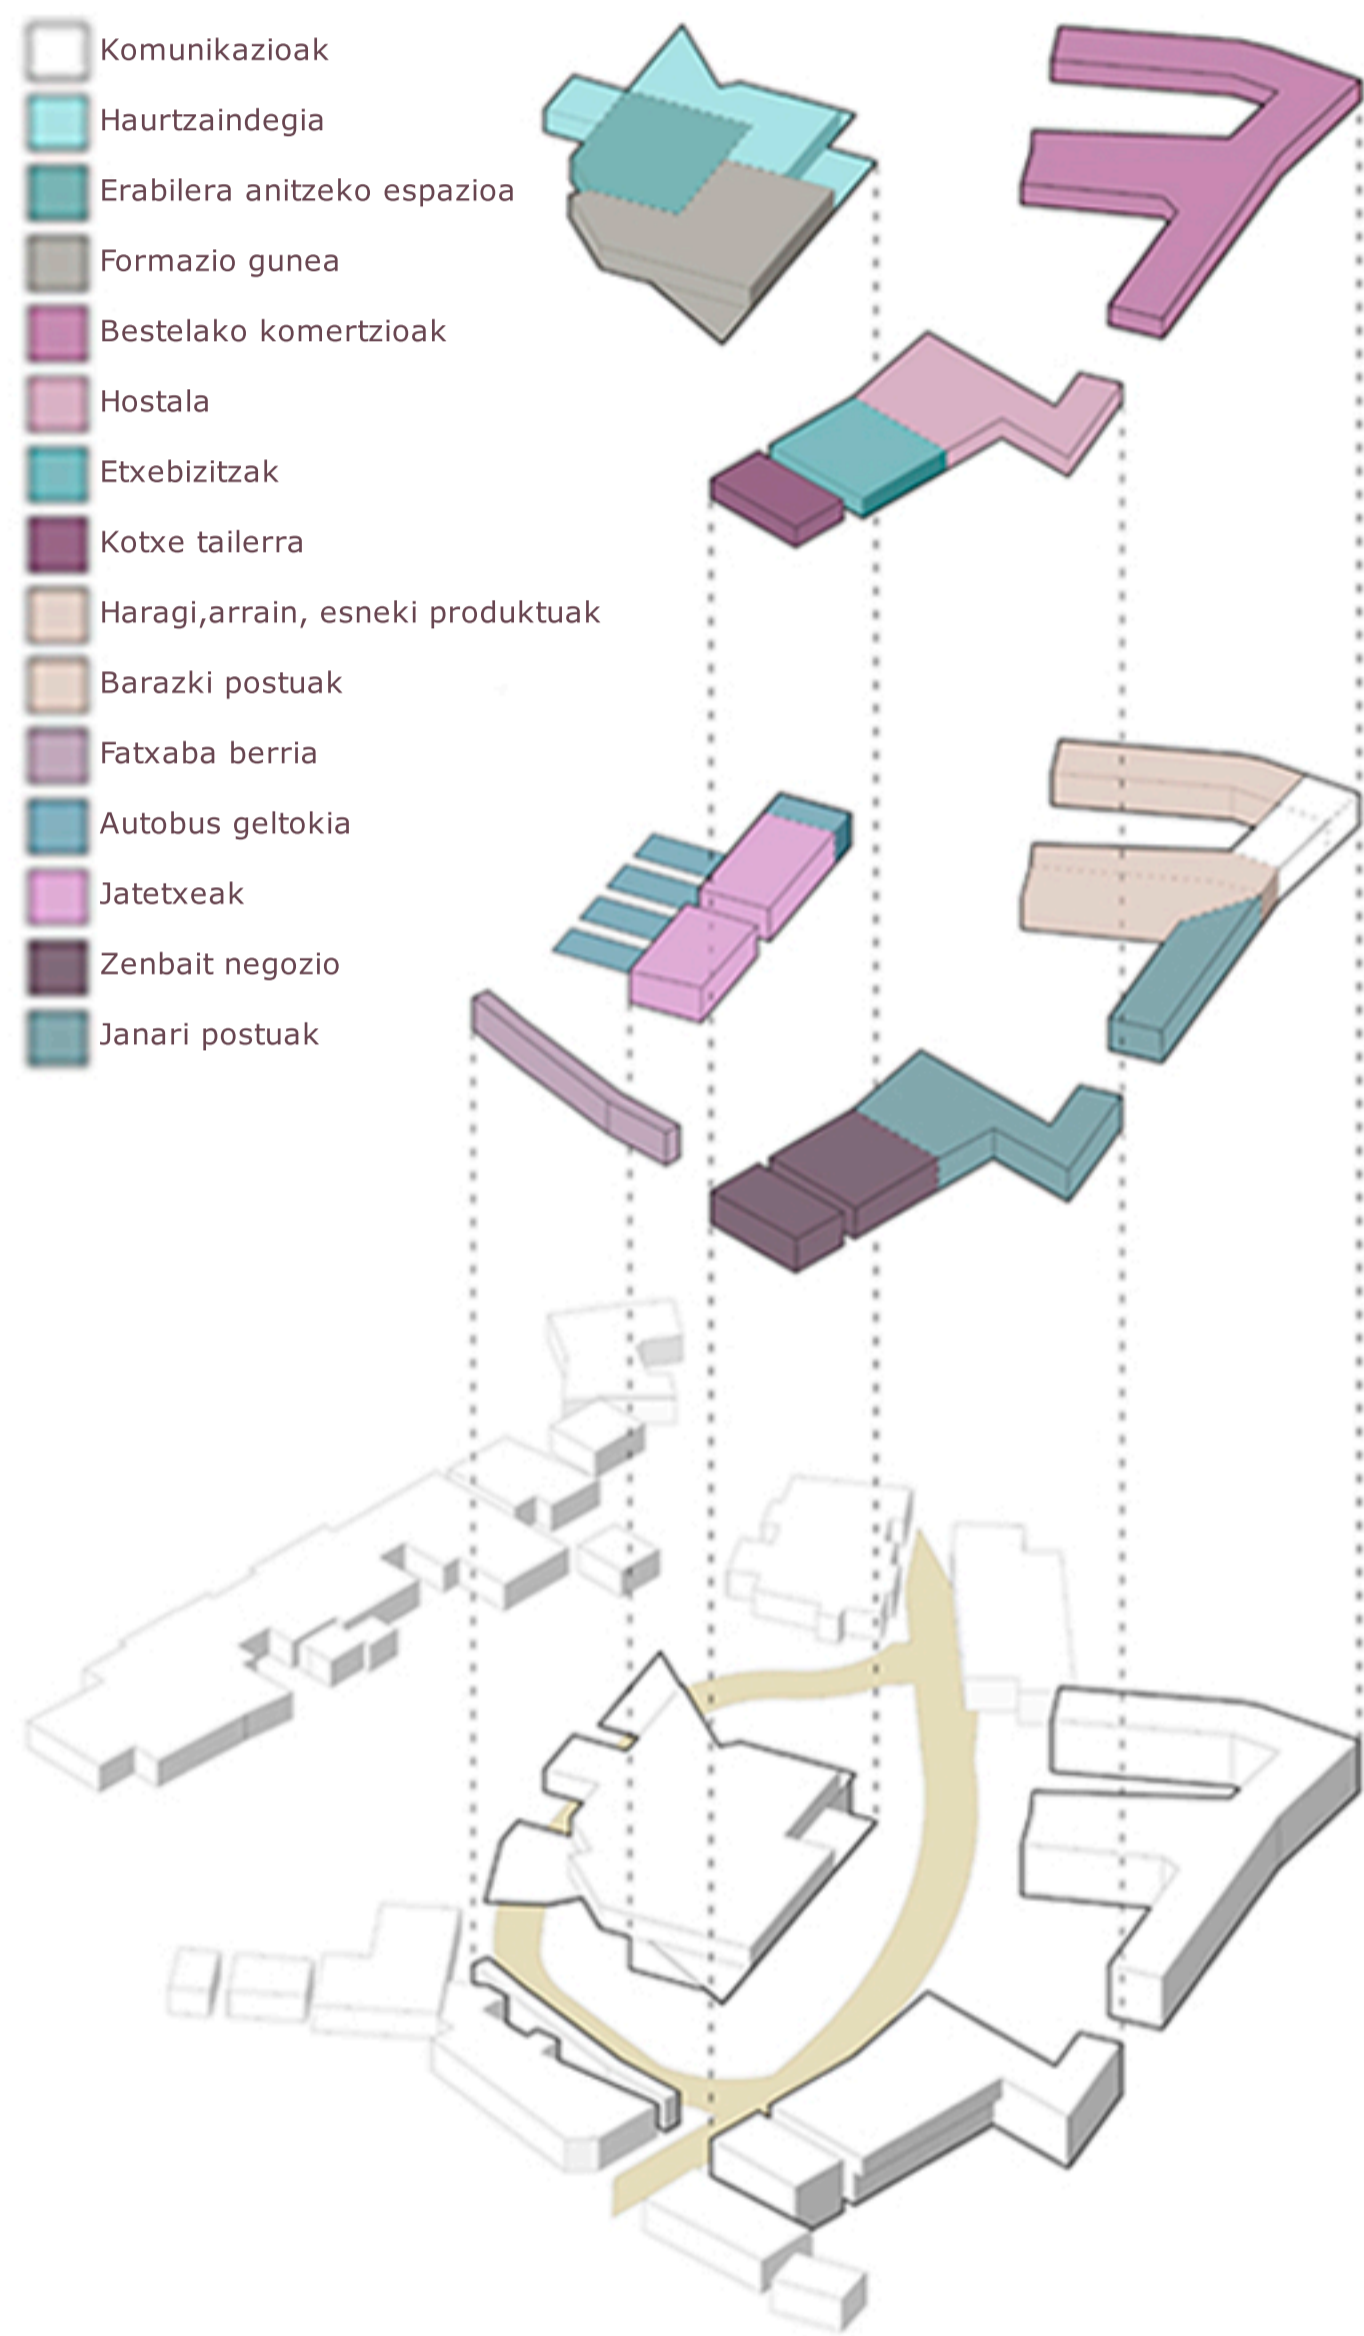 Komunikazioak
Haurtzaindegia
Erabilera anitzeko espazioa
Formazio gunea
Bestelako komertzioak
Hostala
Etxebizitzak
Kotxe tailerra
Haragi,arrain, esneki produktuak
Barazki postuak
Fatxaba berria
Autobus geltokia
Jatetxeak
Zenbait negozio
Janari postuak